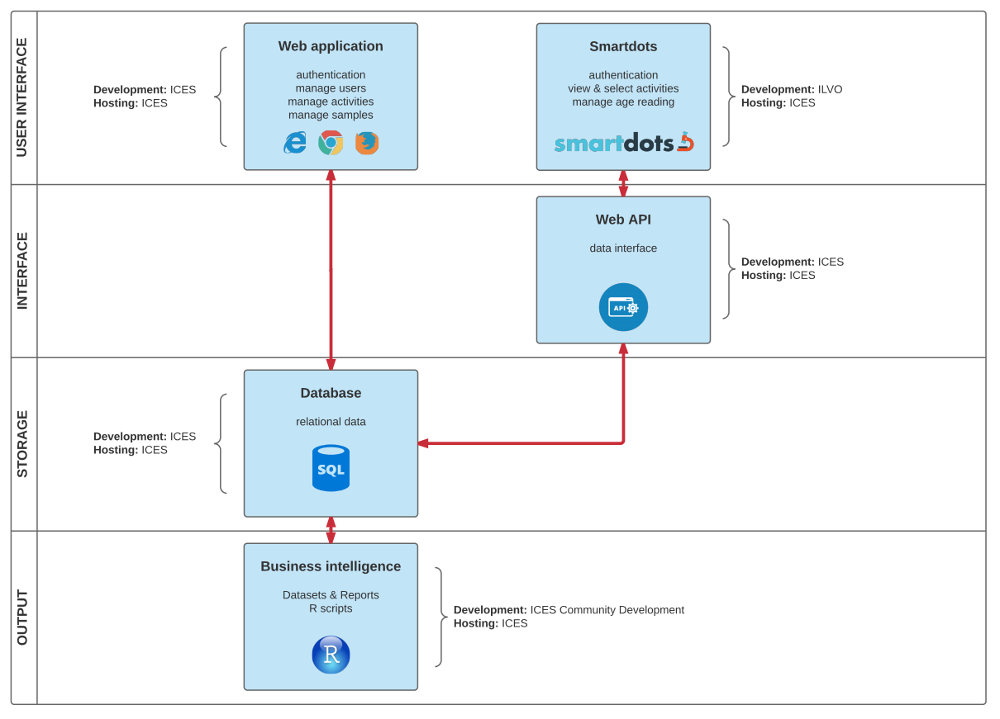 USER INTERFACE
Development: ICES
Hosting: ICES
Web application
authentication
manage users
manage activities
manage samples
Smartdots
authentication
view & select activities
manage age reading
smartdots
Development: ILVO
Hosting: ICES
INTERFACE
Web API
data interface
API
Development: ICES
Hosting: ICES
STORAGE
Development: ICES
Hosting: ICES
Database
relational data
SQL
OUTPUT
Business intelligence
Datasets & Reports
R scripts
R
Development: ICES Community Development
Hosting: ICES